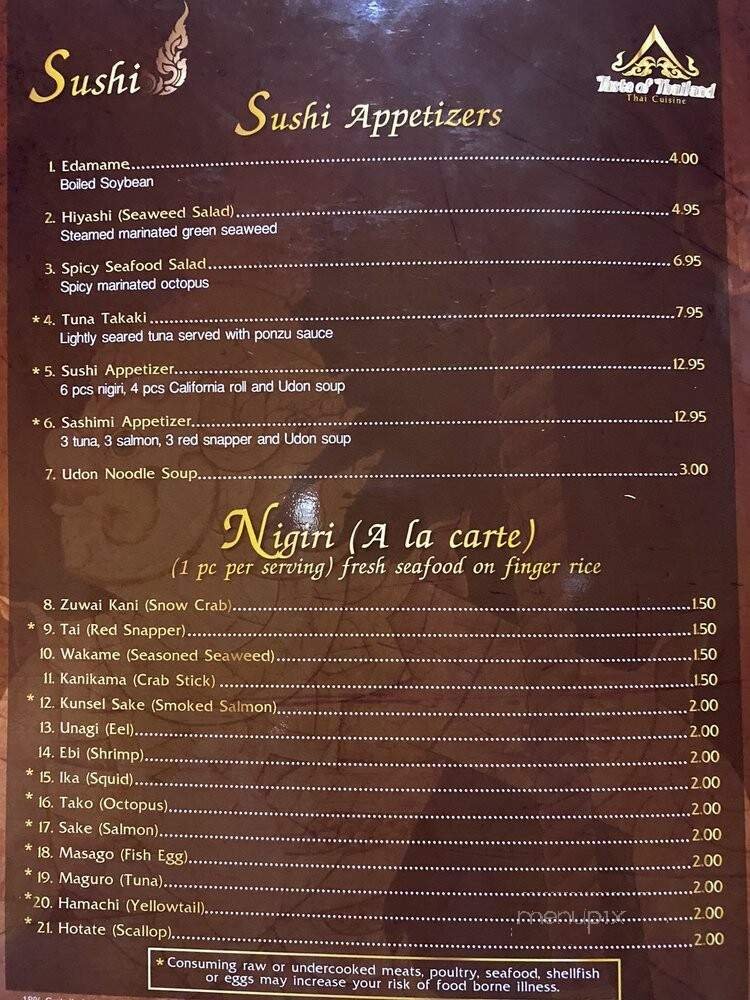 Sushi
Taste of Thailand
Thai Cuisine
Sushi Appetizers
1. Edamame 4.00
Boiled Soybean
2. Hiyashi (Seaweed Salad) 4.95
Steamed marinated green seaweed
3. Spicy Seafood Salad 6.95
Spicy marinated octopus
* 4. Tuna Takaki 7.95
Lightly seared tuna served with ponzu sauce
* 5. Sushi Appetizer 12.95
6 pcs nigiri, 4 pcs California roll and Udon soup
* 6. Sashimi Appetizer 12.95
3 tuna, 3 salmon, 3 red snapper and Udon soup
7. Udon Noodle Soup 3.00
Nigiri (A la carte)
(1 pc per serving) fresh seafood on finger rice
8. Zuwai Kani (Snow Crab) 1.50
* 9. Tai (Red Snapper) 1.50
10. Wakame (Seasoned Seaweed) 1.50
11. Kanikama (Crab Stick) 1.50
* 12. Kunsel Sake (Smoked Salmon) 2.00
13. Unagi (Eel) 2.00
14. Ebi (Shrimp) 2.00
* 15. Ika (Squid) 2.00
* 16. Tako (Octopus) 2.00
* 17. Sake (Salmon) 2.00
* 18. Masago (Fish Egg) 2.00
* 19. Maguro (Tuna) 2.00
* 20. Hamachi (Yellowtail) 2.00
* 21. Hotate (Scallop) 2.00
menupix
* Consuming raw or undercooked meats, poultry, seafood, shellfish
or eggs may increase your risk of food borne illness.